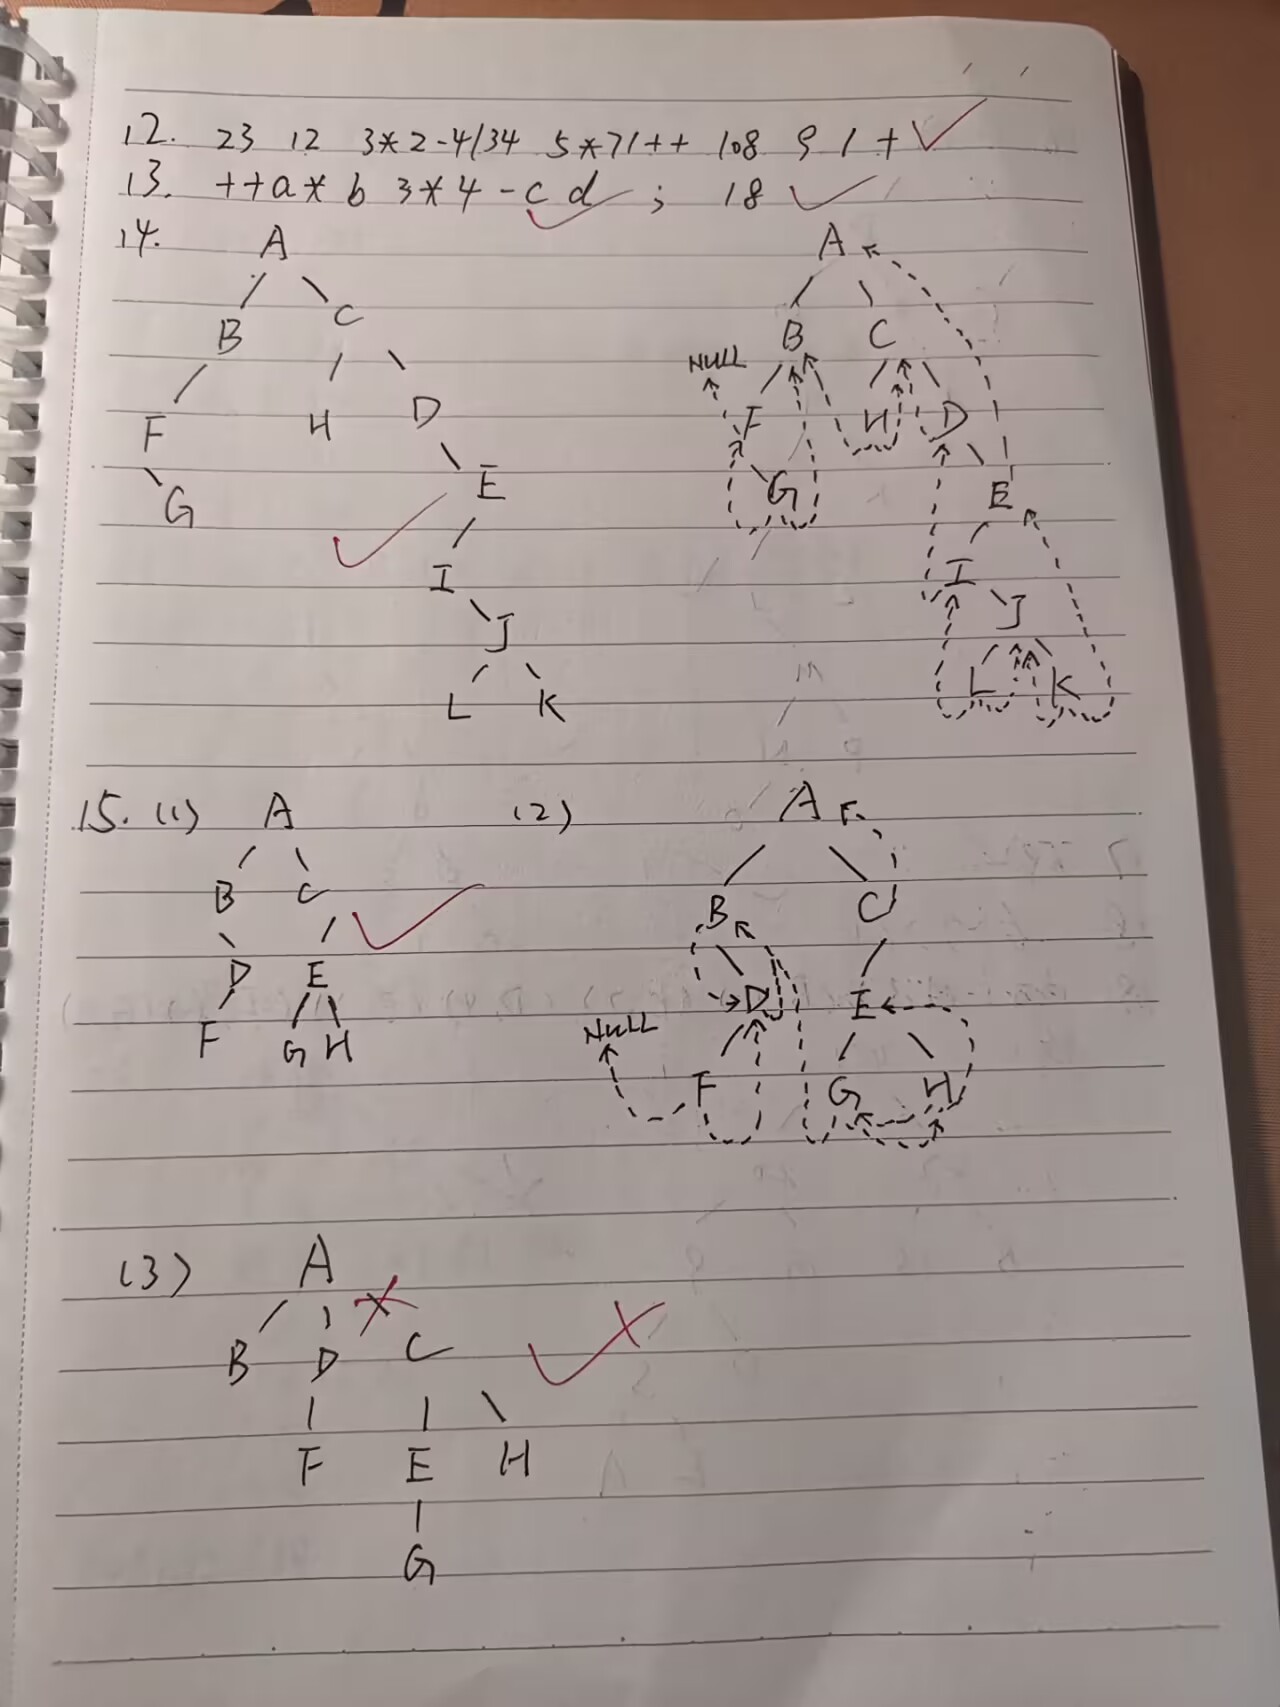 12. 23 12 3*2-4/34 5*71++ 108 9 1 +
13. ++a* b 3*4 -c d ; 18
14. A A
B C B C
NULL
F H D F H D
G E G E
I I
J J
L K L K
15. (1) A (2) A
B C B C
D E D E
NULL
F G H F G H
(3) A
B D C
F E H
G